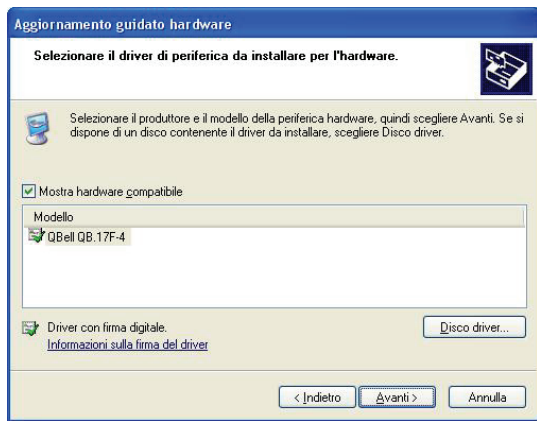 Aggiornamento guidato hardware
Selezionare il driver di periferica da installare per l'hardware.
Selezionare il produttore e il modello della periferica hardware, quindi scegliere Avanti. Se si
dispone di un disco contenente il driver da installare, scegliere Disco driver.
Mostra hardware compatibile
Modello
QBell QB.17F-4
Driver con firma digitale.
Disco driver...
Informazioni sulla firma del driver
< Indietro
Avanti >
Annulla